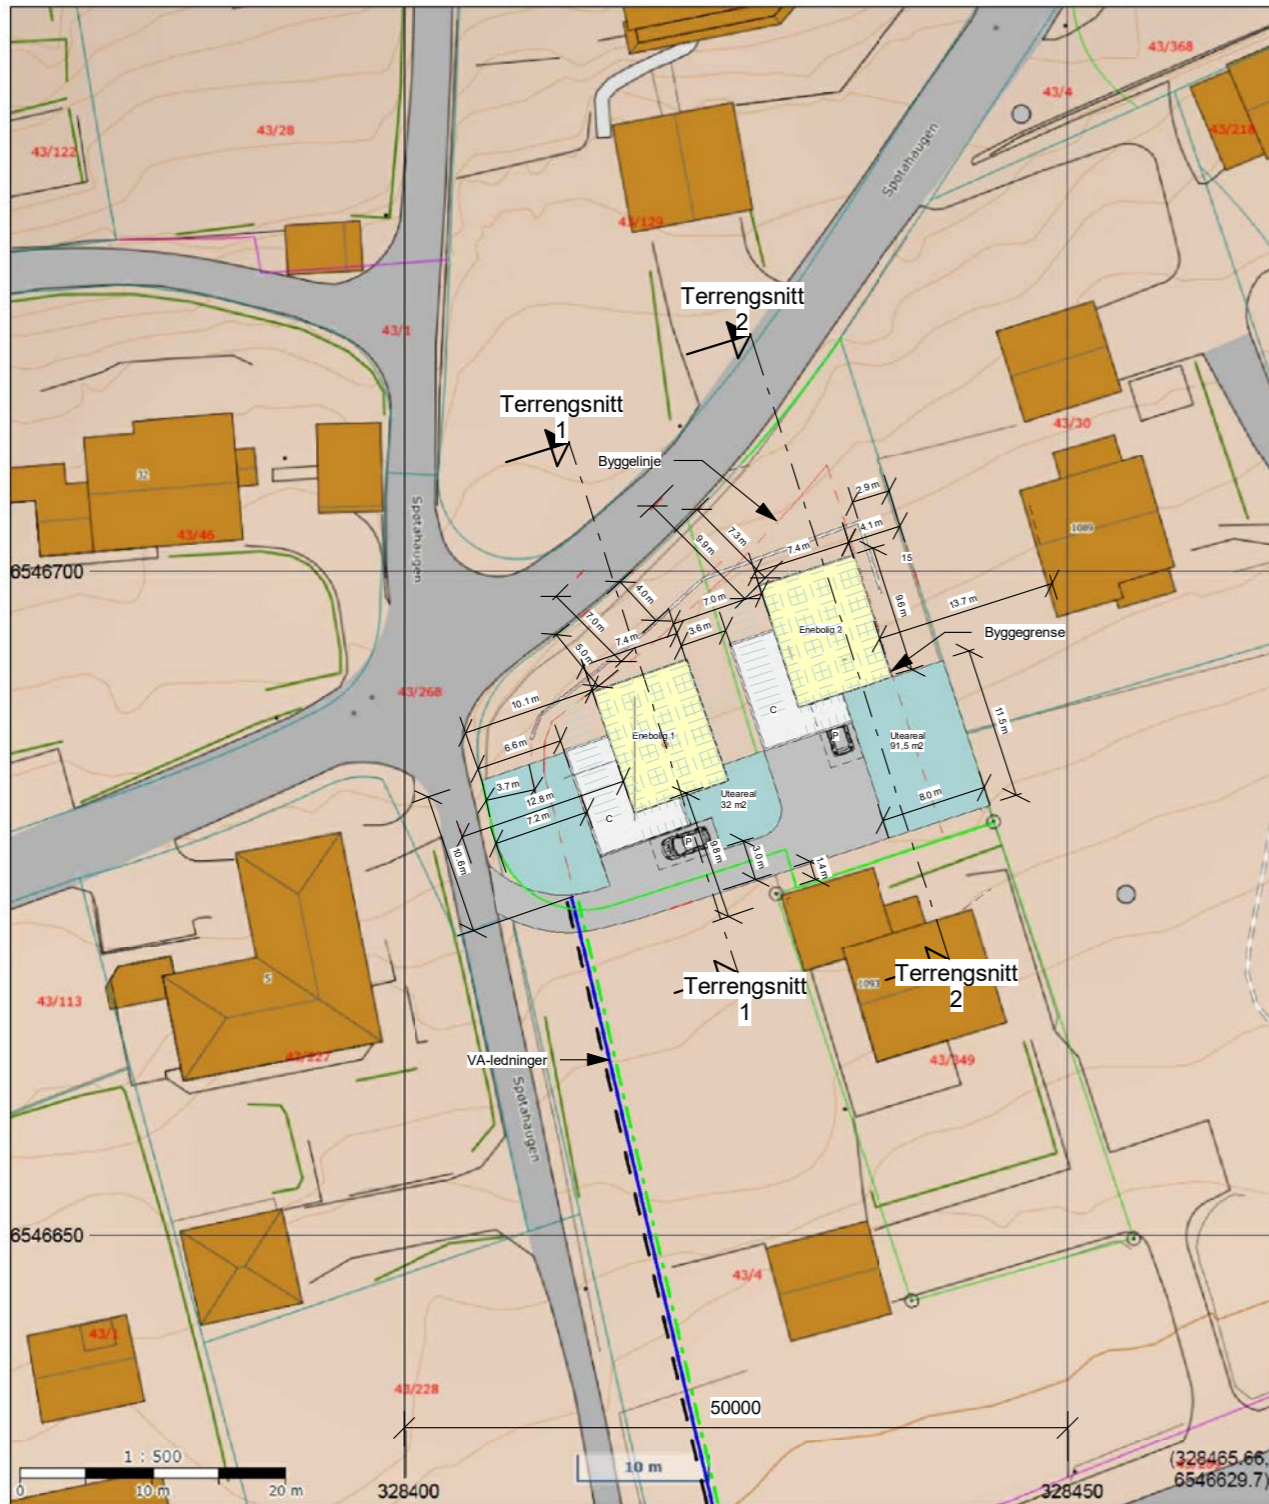 43/368
43/4
43/28
43/122
43/218
Spotahaugen
43/129
Terrengsnitt
2
43/1
Terrengsnitt
1
43/30
Byggelinje
32
Spotahaugen
43/46
2.9 m
1089
7.3 m
4.1 m
9.9 m
7.4 m
15
6546700
4.0 m
9.6 m
13.7 m
7.0 m
7.0 m
Enebolig 2
3.6 m
Byggegrense
7.4 m
5.0 m
43/268
10.1 m
11.5 m
C
6.6 m
Enebolig 1
P
Uteareal
91,5 m2
3.7 m
12.8 m
Uteareal
32 m2
8.0 m
7.2 m
C
P
10.6 m
9.8 m
3.0 m
1.4 m
5
Terrengsnitt
1
1093
Terrengsnitt
2
43/113
43/227
VA-ledninger
43/349
Spotahaugen
6546650
43/4
43/1
43/228
50000
1 : 500
0
10 m
20 m
10 m
328400
328450
(328465.66,
6546629.7)